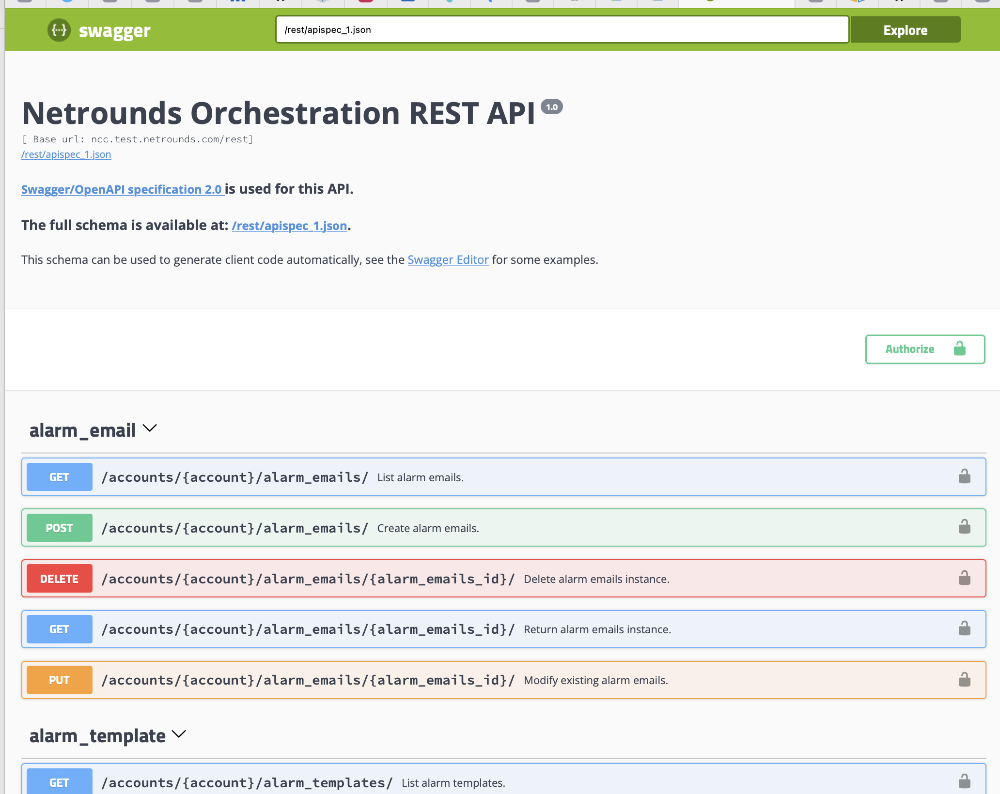 swagger
/rest/apispec_1.json
Explore
Netrounds Orchestration REST API 1.0
[ Base url: ncc.test.netrounds.com/rest]
/rest/apispec_1.json
Swagger/OpenAPI specification 2.0 is used for this API.
The full schema is available at: /rest/apispec_1.json.
This schema can be used to generate client code automatically, see the Swagger Editor for some examples.
Authorize
alarm_email
GET /accounts/{account}/alarm_emails/ List alarm emails.
POST /accounts/{account}/alarm_emails/ Create alarm emails.
DELETE /accounts/{account}/alarm_emails/{alarm_emails_id}/ Delete alarm emails instance.
GET /accounts/{account}/alarm_emails/{alarm_emails_id}/ Return alarm emails instance.
PUT /accounts/{account}/alarm_emails/{alarm_emails_id}/ Modify existing alarm emails.
alarm_template
GET /accounts/{account}/alarm_templates/ List alarm templates.